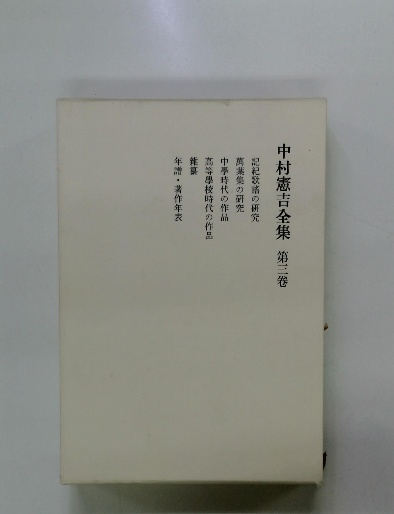 中村憲吉全集 第三巻
記紀歌謠の研究
萬葉集の研究
中學時代の作品
高等學校時代の作品
雜纂
年譜・著作年表